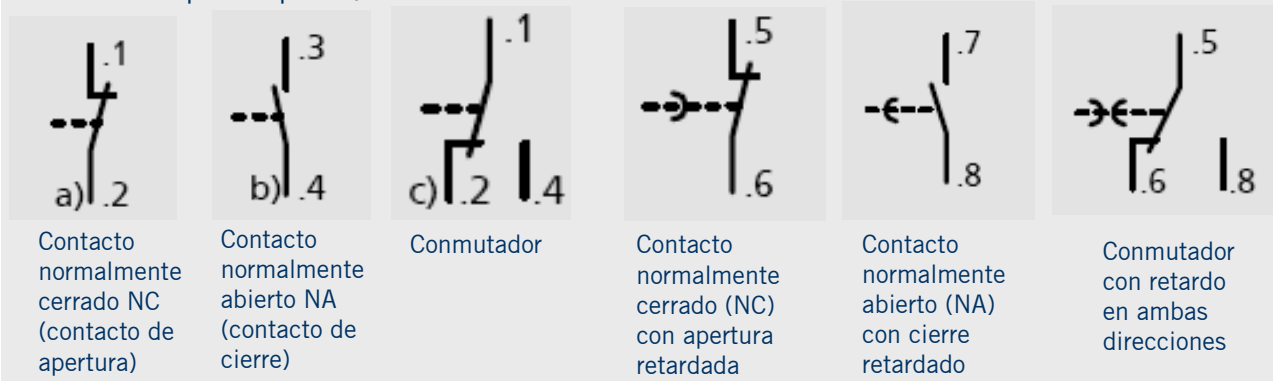 .1
.2
a)
Contacto
normalmente
cerrado NC
(contacto de
apertura)
.3
b)
.4
Contacto
normalmente
abierto NA
(contacto de
cierre)
.1
c)
.2
.4
Conmutador
.5
.6
Contacto
normalmente
cerrado (NC)
con apertura
retardada
.7
.8
Contacto
normalmente
abierto (NA)
con cierre
retardado
.5
.6
.8
Conmutador
con retardo
en ambas
direcciones